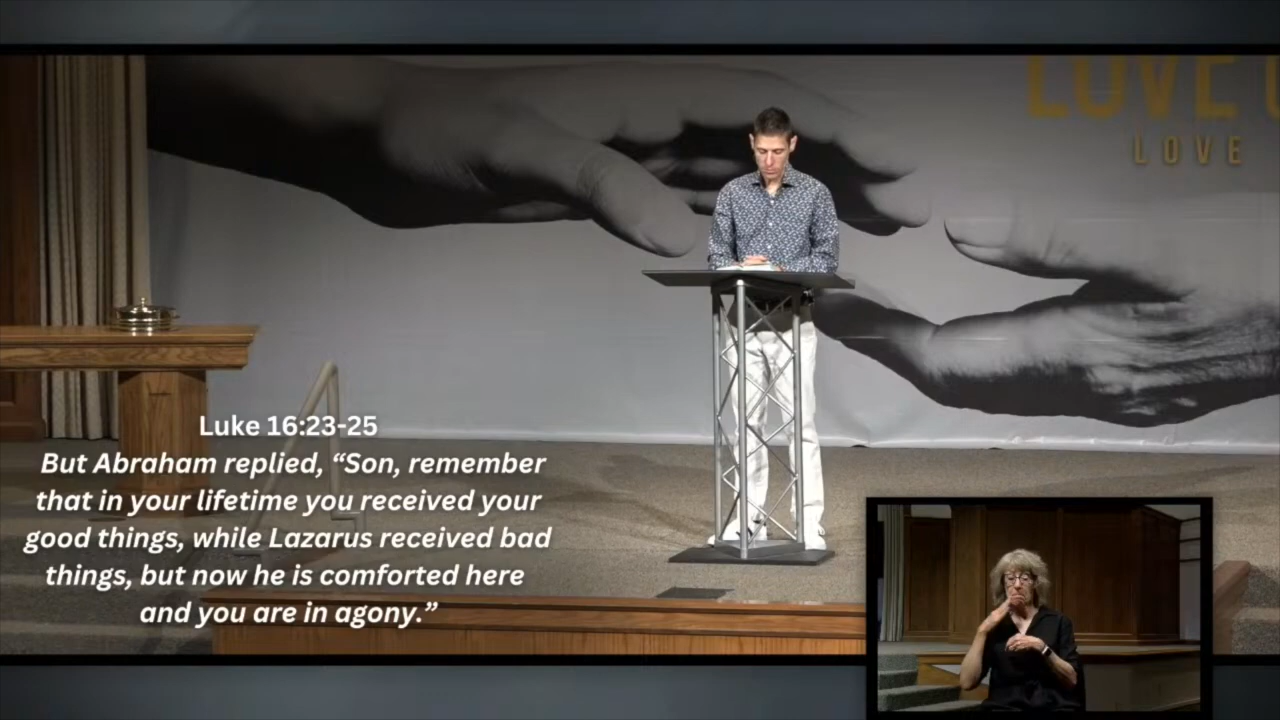 LOVE
LOVE
Luke 16:23-25
But Abraham replied, “Son, remember
that in your lifetime you received your
good things, while Lazarus received bad
things, but now he is comforted here
and you are in agony.”